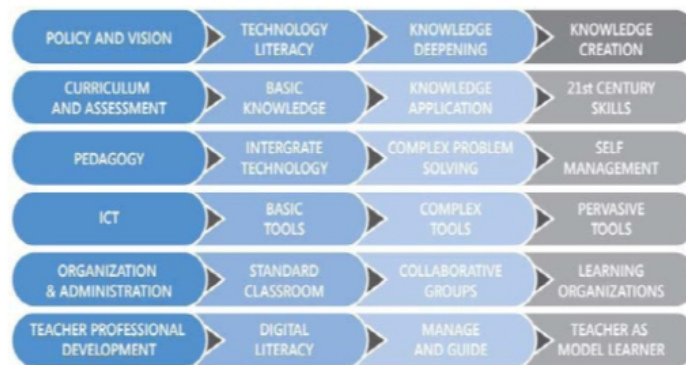 POLICY AND VISION
TECHNOLOGY
LITERACY
KNOWLEDGE
DEEPENING
KNOWLEDGE
CREATION
CURRICULUM
AND ASSESSMENT
BASIC
KNOWLEDGE
KNOWLEDGE
APPLICATION
21st CENTURY
SKILLS
PEDAGOGY
INTERGRATE
TECHNOLOGY
COMPLEX PROBLEM
SOLVING
SELF
MANAGEMENT
ICT
BASIC
TOOLS
COMPLEX
TOOLS
PERVASIVE
TOOLS
ORGANIZATION
& ADMINISTRATION
STANDARD
CLASSROOM
COLLABORATIVE
GROUPS
LEARNING
ORGANIZATIONS
TEACHER PROFESSIONAL
DEVELOPMENT
DIGITAL
LITERACY
MANAGE
AND GUIDE
TEACHER AS
MODEL LEARNER